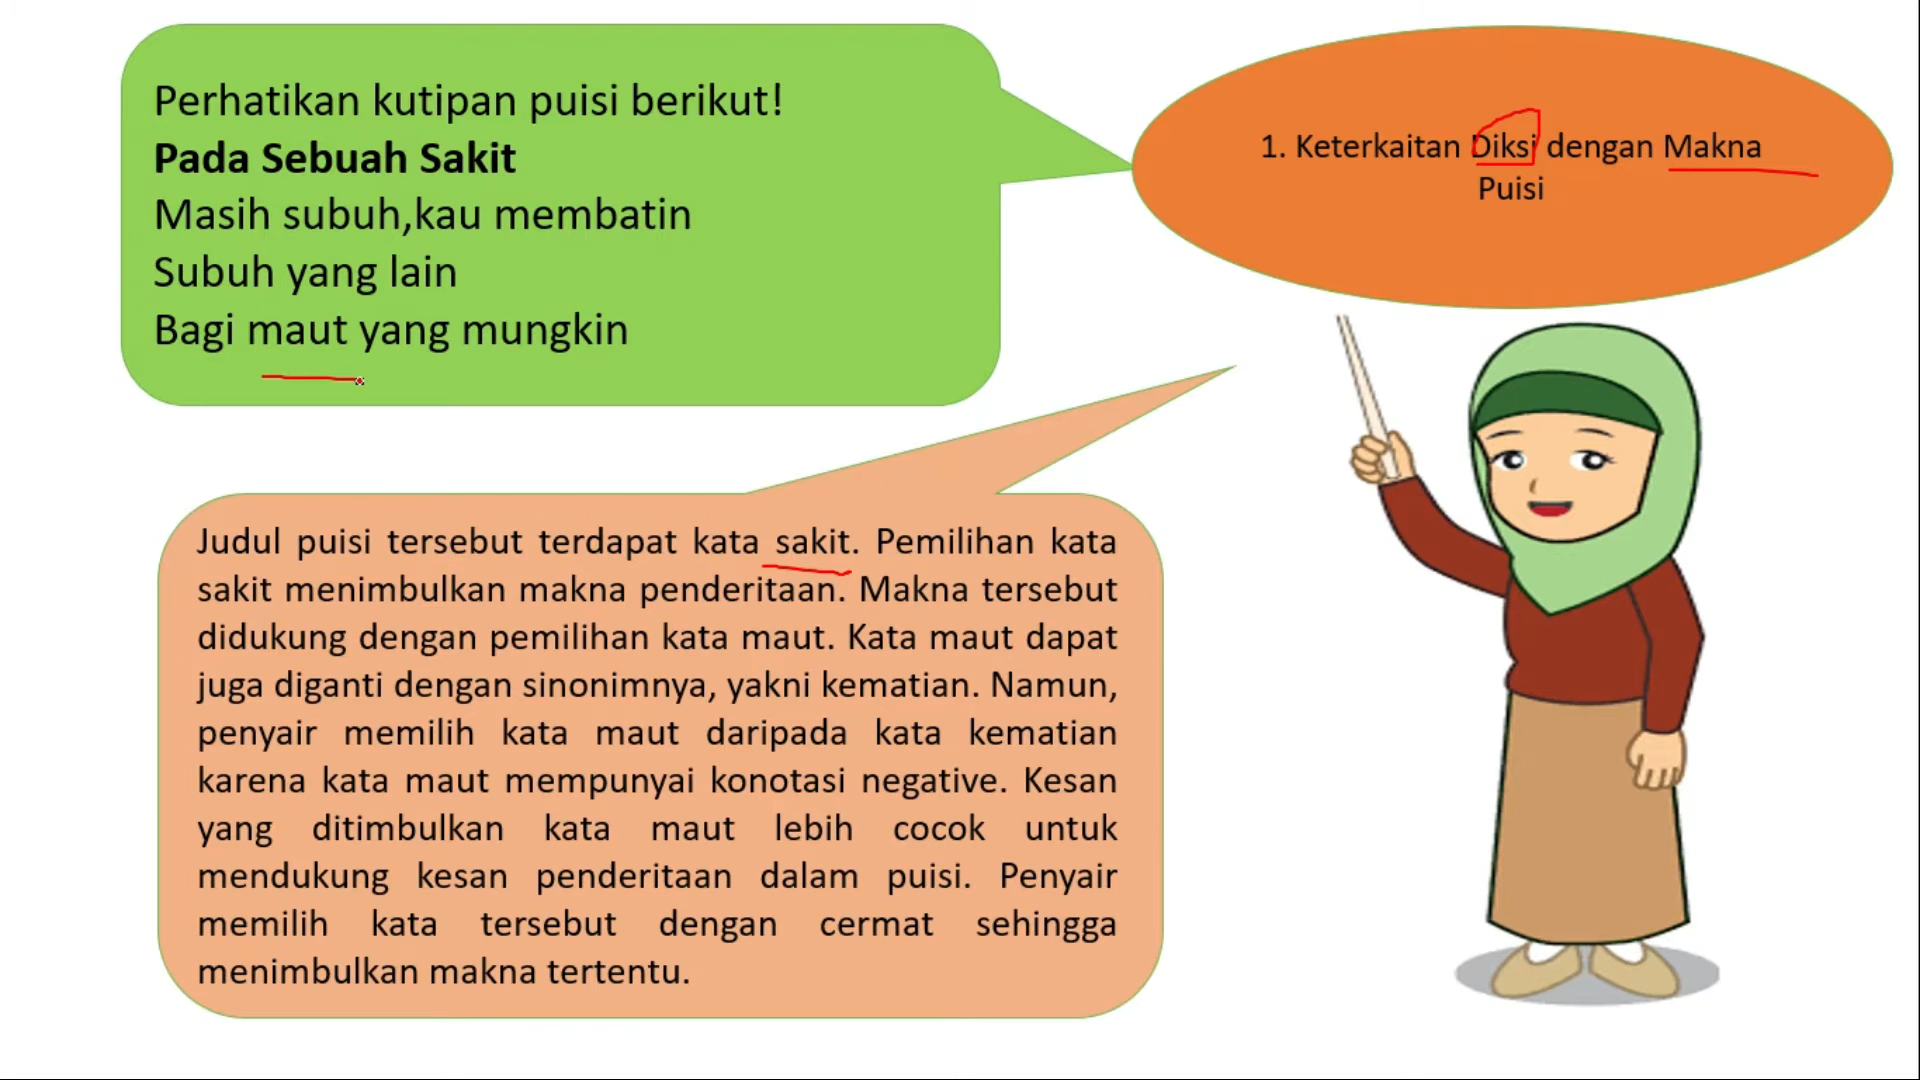 Perhatikan kutipan puisi berikut!
Pada Sebuah Sakit
Masih subuh,kau membatin
Subuh yang lain
Bagi maut yang mungkin
1. Keterkaitan Diksi dengan Makna
Puisi
Judul puisi tersebut terdapat kata sakit. Pemilihan kata
sakit menimbulkan makna penderitaan. Makna tersebut
didukung dengan pemilihan kata maut. Kata maut dapat
juga diganti dengan sinonimnya, yakni kematian. Namun,
penyair memilih kata maut daripada kata kematian
karena kata maut mempunyai konotasi negative. Kesan
yang ditimbulkan kata maut lebih cocok untuk
mendukung kesan penderitaan dalam puisi. Penyair
memilih kata tersebut dengan cermat sehingga
menimbulkan makna tertentu.